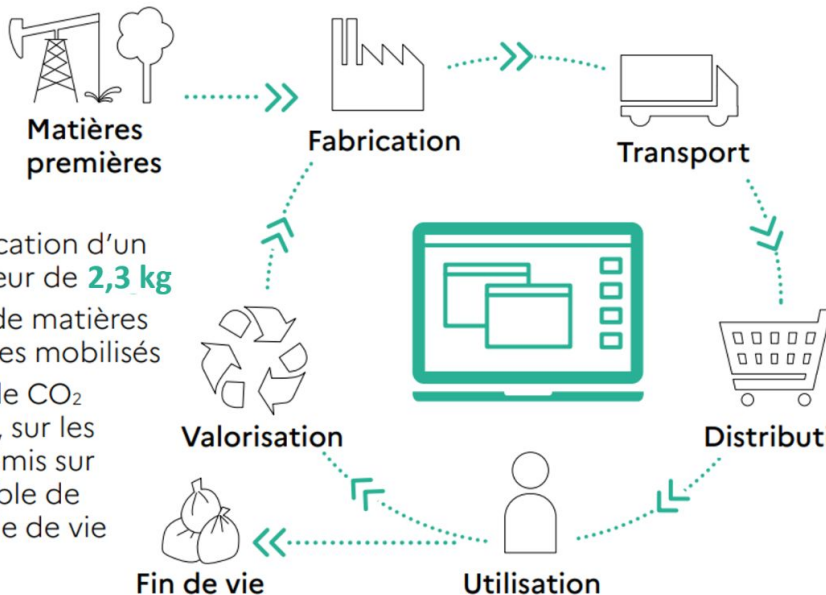 Matières
premières
Fabrication
Transport
cation d'un
eur de 2,3 kg
de matières
es mobilisés
le CO₂
, sur les
mis sur
ble de
e de vie
Valorisation
Distribut
Fin de vie
Utilisation